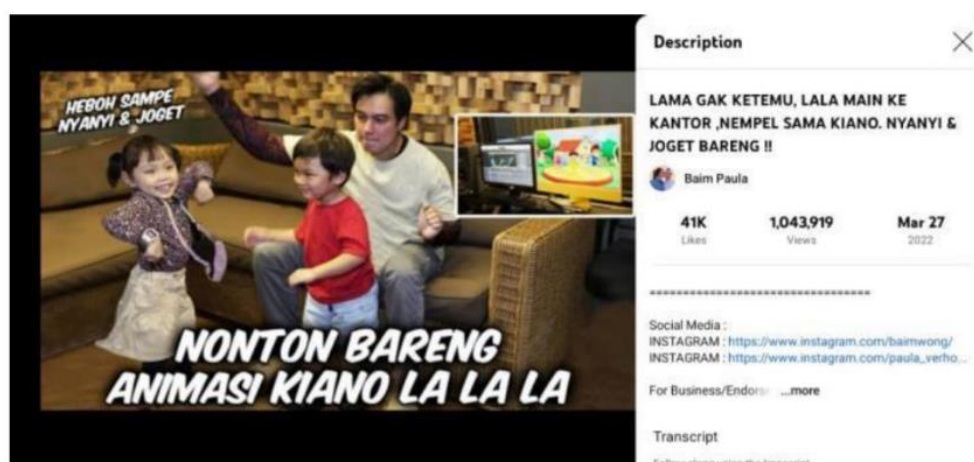 HEBOH SAMPE
NYANYI & JOGET
NONTON BARENG
ANIMASI KIANO LA LA LA
Description
LAMA GAK KETEMU, LALA MAIN KE
KANTOR ,NEMPEL SAMA KIANO. NYANYI &
JOGET BARENG !!
Baim Paula
41K 1,043,919 Mar 27
Likes Views 2022
==================================
Social Media :
INSTAGRAM : https://www.instagram.com/baimwong/
INSTAGRAM : https://www.instagram.com/paula_verho...
For Business/Endors ...more
Transcript